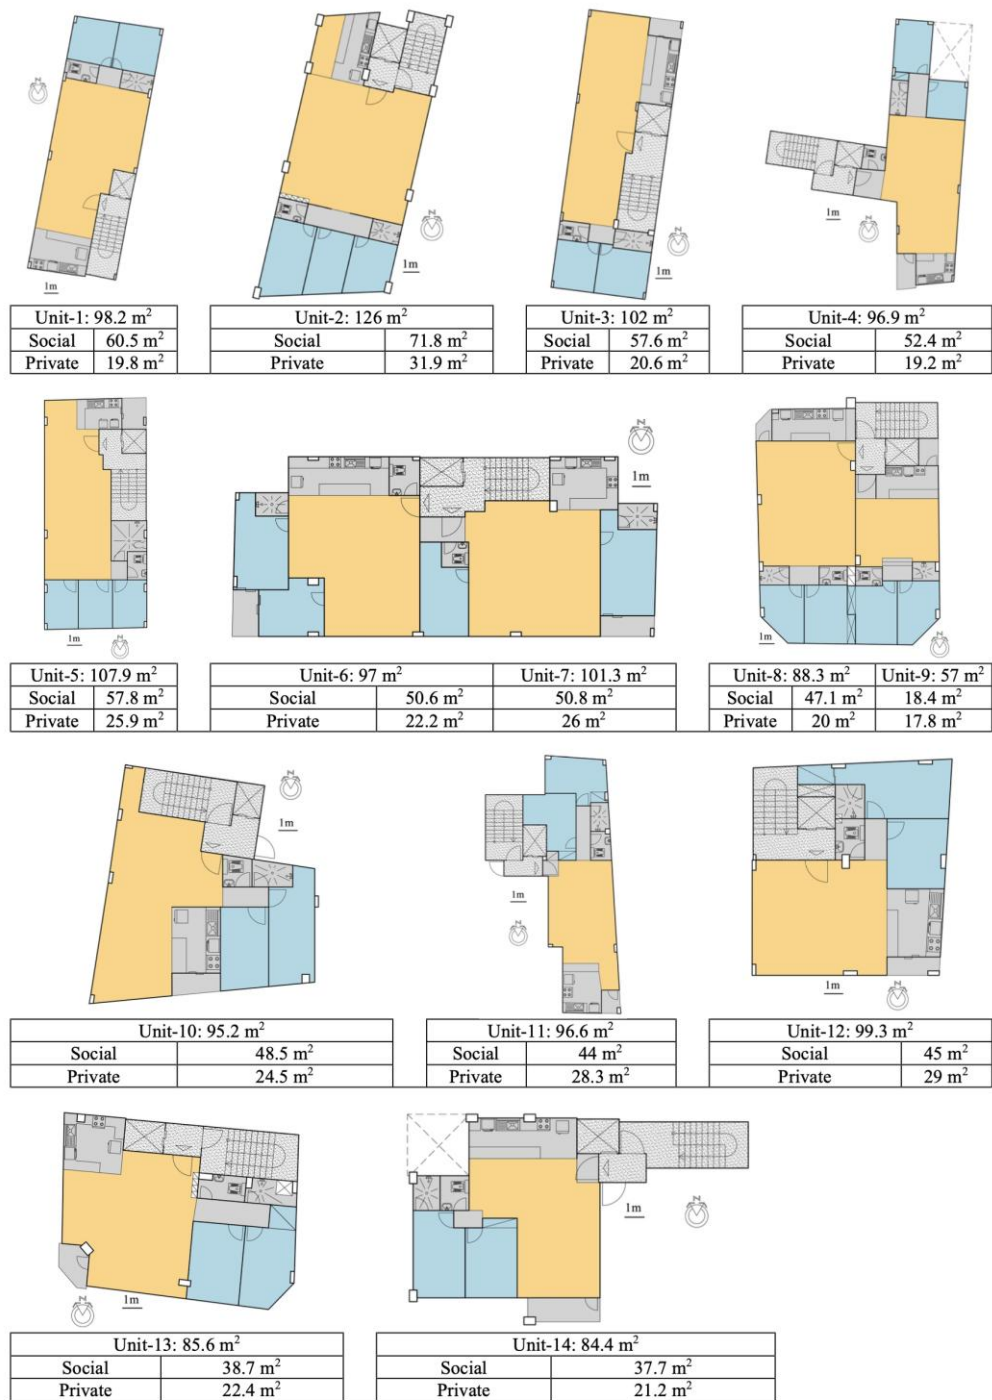 N
N
N
N
1m
1m
1m
1m
Unit-1: 98.2 m²
Social 60.5 m²
Private 19.8 m²
Unit-2: 126 m²
Social 71.8 m²
Private 31.9 m²
Unit-3: 102 m²
Social 57.6 m²
Private 20.6 m²
Unit-4: 96.9 m²
Social 52.4 m²
Private 19.2 m²
N
N
N
1m
1m
1m
Unit-5: 107.9 m²
Social 57.8 m²
Private 25.9 m²
Unit-6: 97 m² Unit-7: 101.3 m²
Social 50.6 m² 50.8 m²
Private 22.2 m² 26 m²
Unit-8: 88.3 m² Unit-9: 57 m²
Social 47.1 m² 18.4 m²
Private 20 m² 17.8 m²
N
N
N
1m
1m
1m
Unit-10: 95.2 m²
Social 48.5 m²
Private 24.5 m²
Unit-11: 96.6 m²
Social 44 m²
Private 28.3 m²
Unit-12: 99.3 m²
Social 45 m²
Private 29 m²
N
N
1m
1m
Unit-13: 85.6 m²
Social 38.7 m²
Private 22.4 m²
Unit-14: 84.4 m²
Social 37.7 m²
Private 21.2 m²